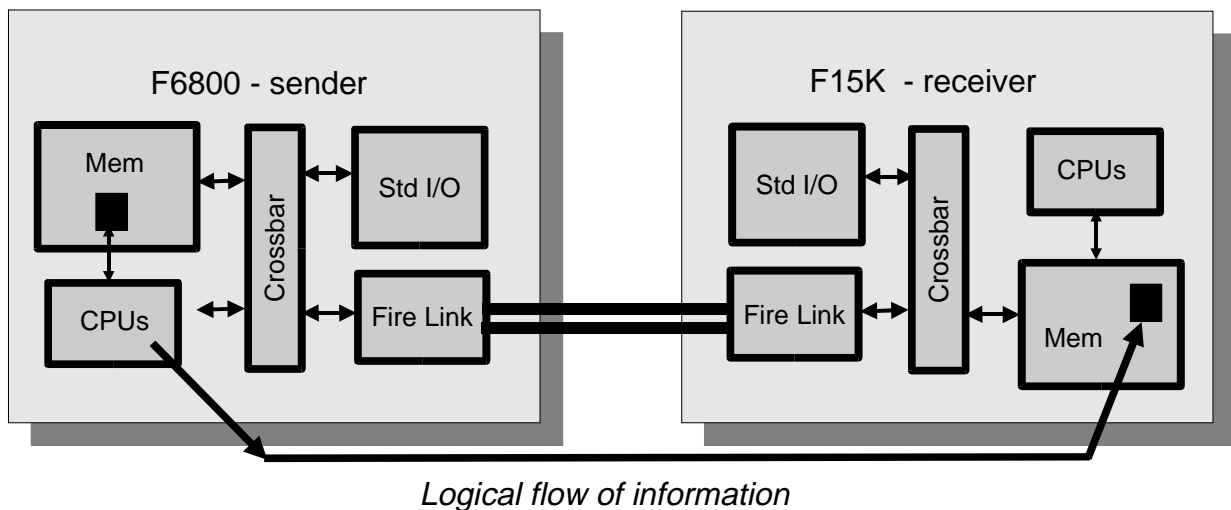 F6800 - sender
Mem
CPUs
Crossbar
Std I/O
Fire Link
F15K - receiver
Std I/O
Fire Link
Crossbar
CPUs
Mem
Logical flow of information